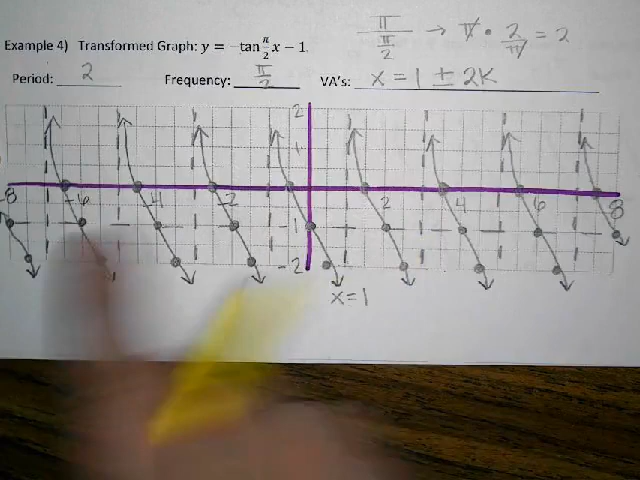 π/(π/2) → π • 2/π = 2
Example 4) Transformed Graph: y = −tan π/2 x − 1.
Period: 2 Frequency: π/2 VA's: x = 1 ± 2K
2
1
-8 -6 -4 -2 2 4 6 8
-1
-2
x=1